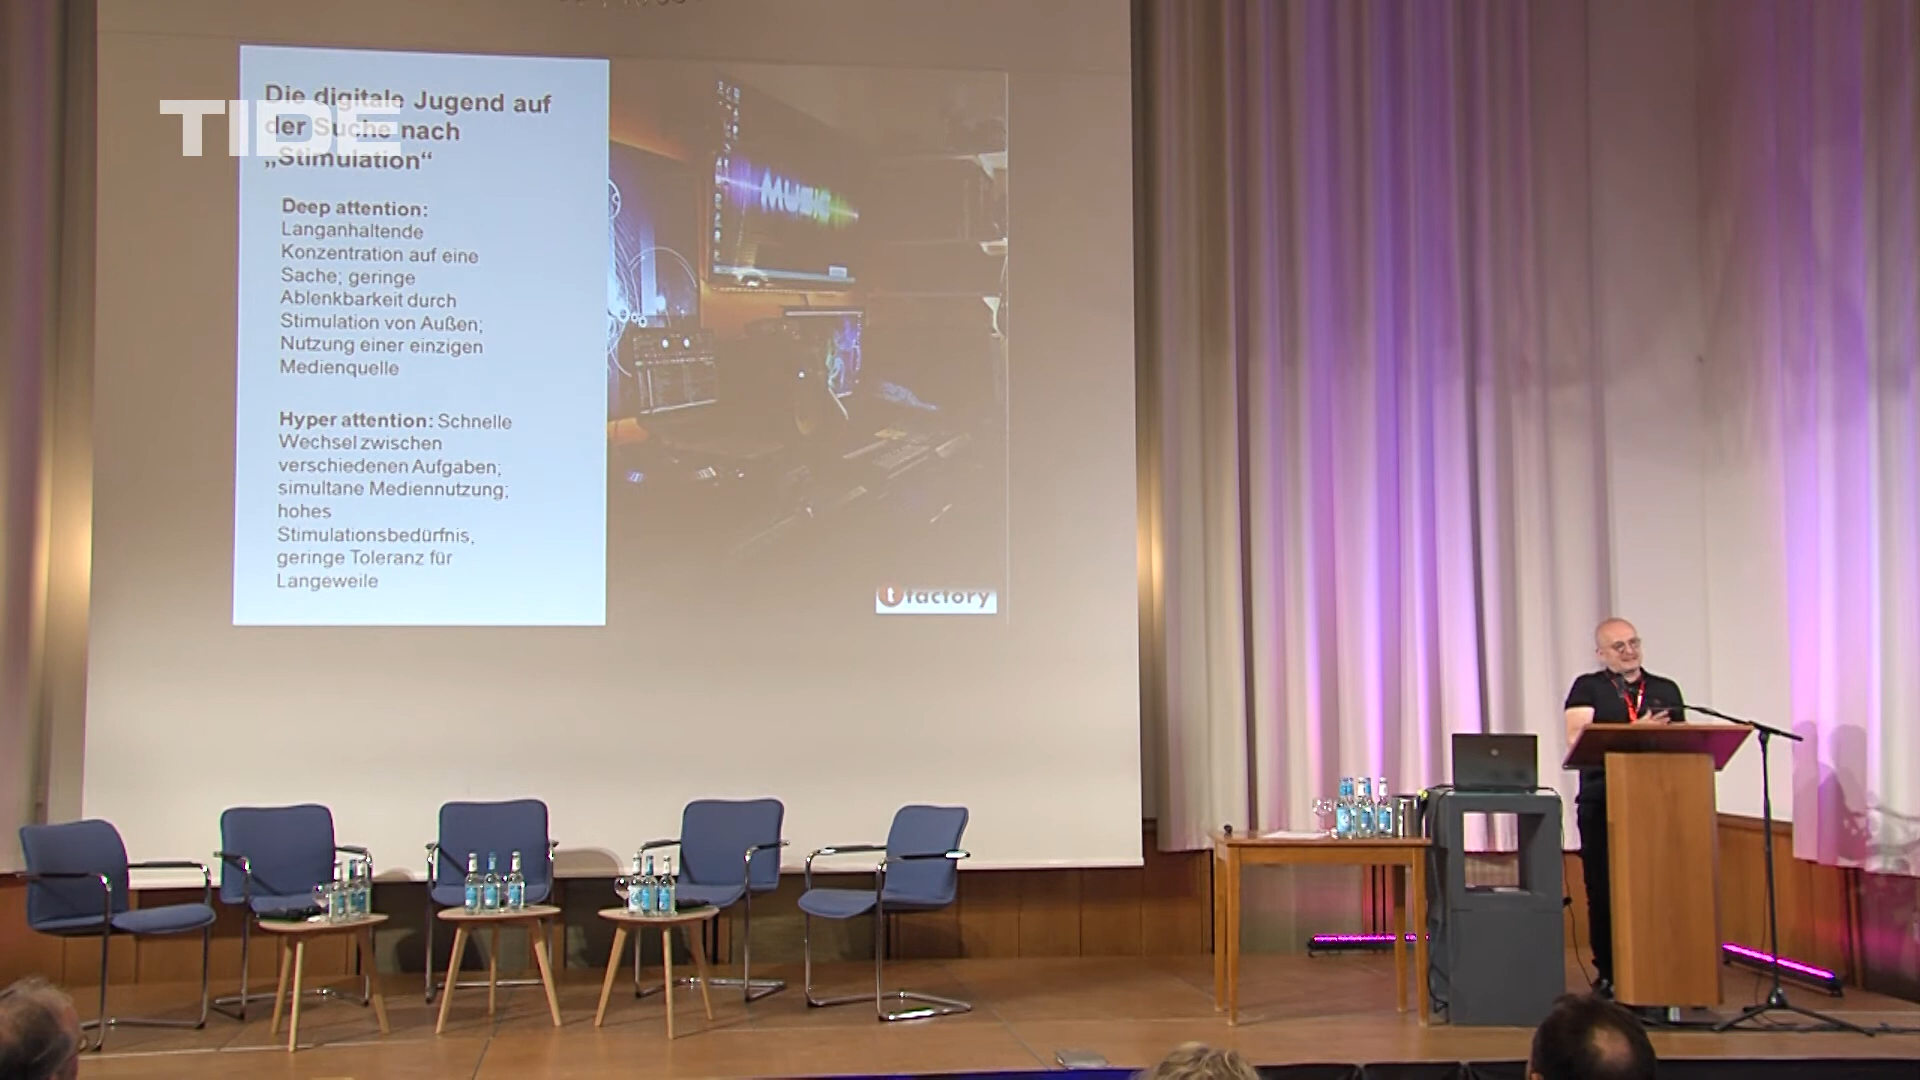 TIDE
Die digitale Jugend auf
der Suche nach
„Stimulation“
Deep attention:
Langanhaltende
Konzentration auf eine
Sache; geringe
Ablenkbarkeit durch
Stimulation von Außen;
Nutzung einer einzigen
Medienquelle
Hyper attention: Schnelle
Wechsel zwischen
verschiedenen Aufgaben;
simultane Mediennutzung;
hohes
Stimulationsbedürfnis,
geringe Toleranz für
Langeweile
MUSIC
tfactory